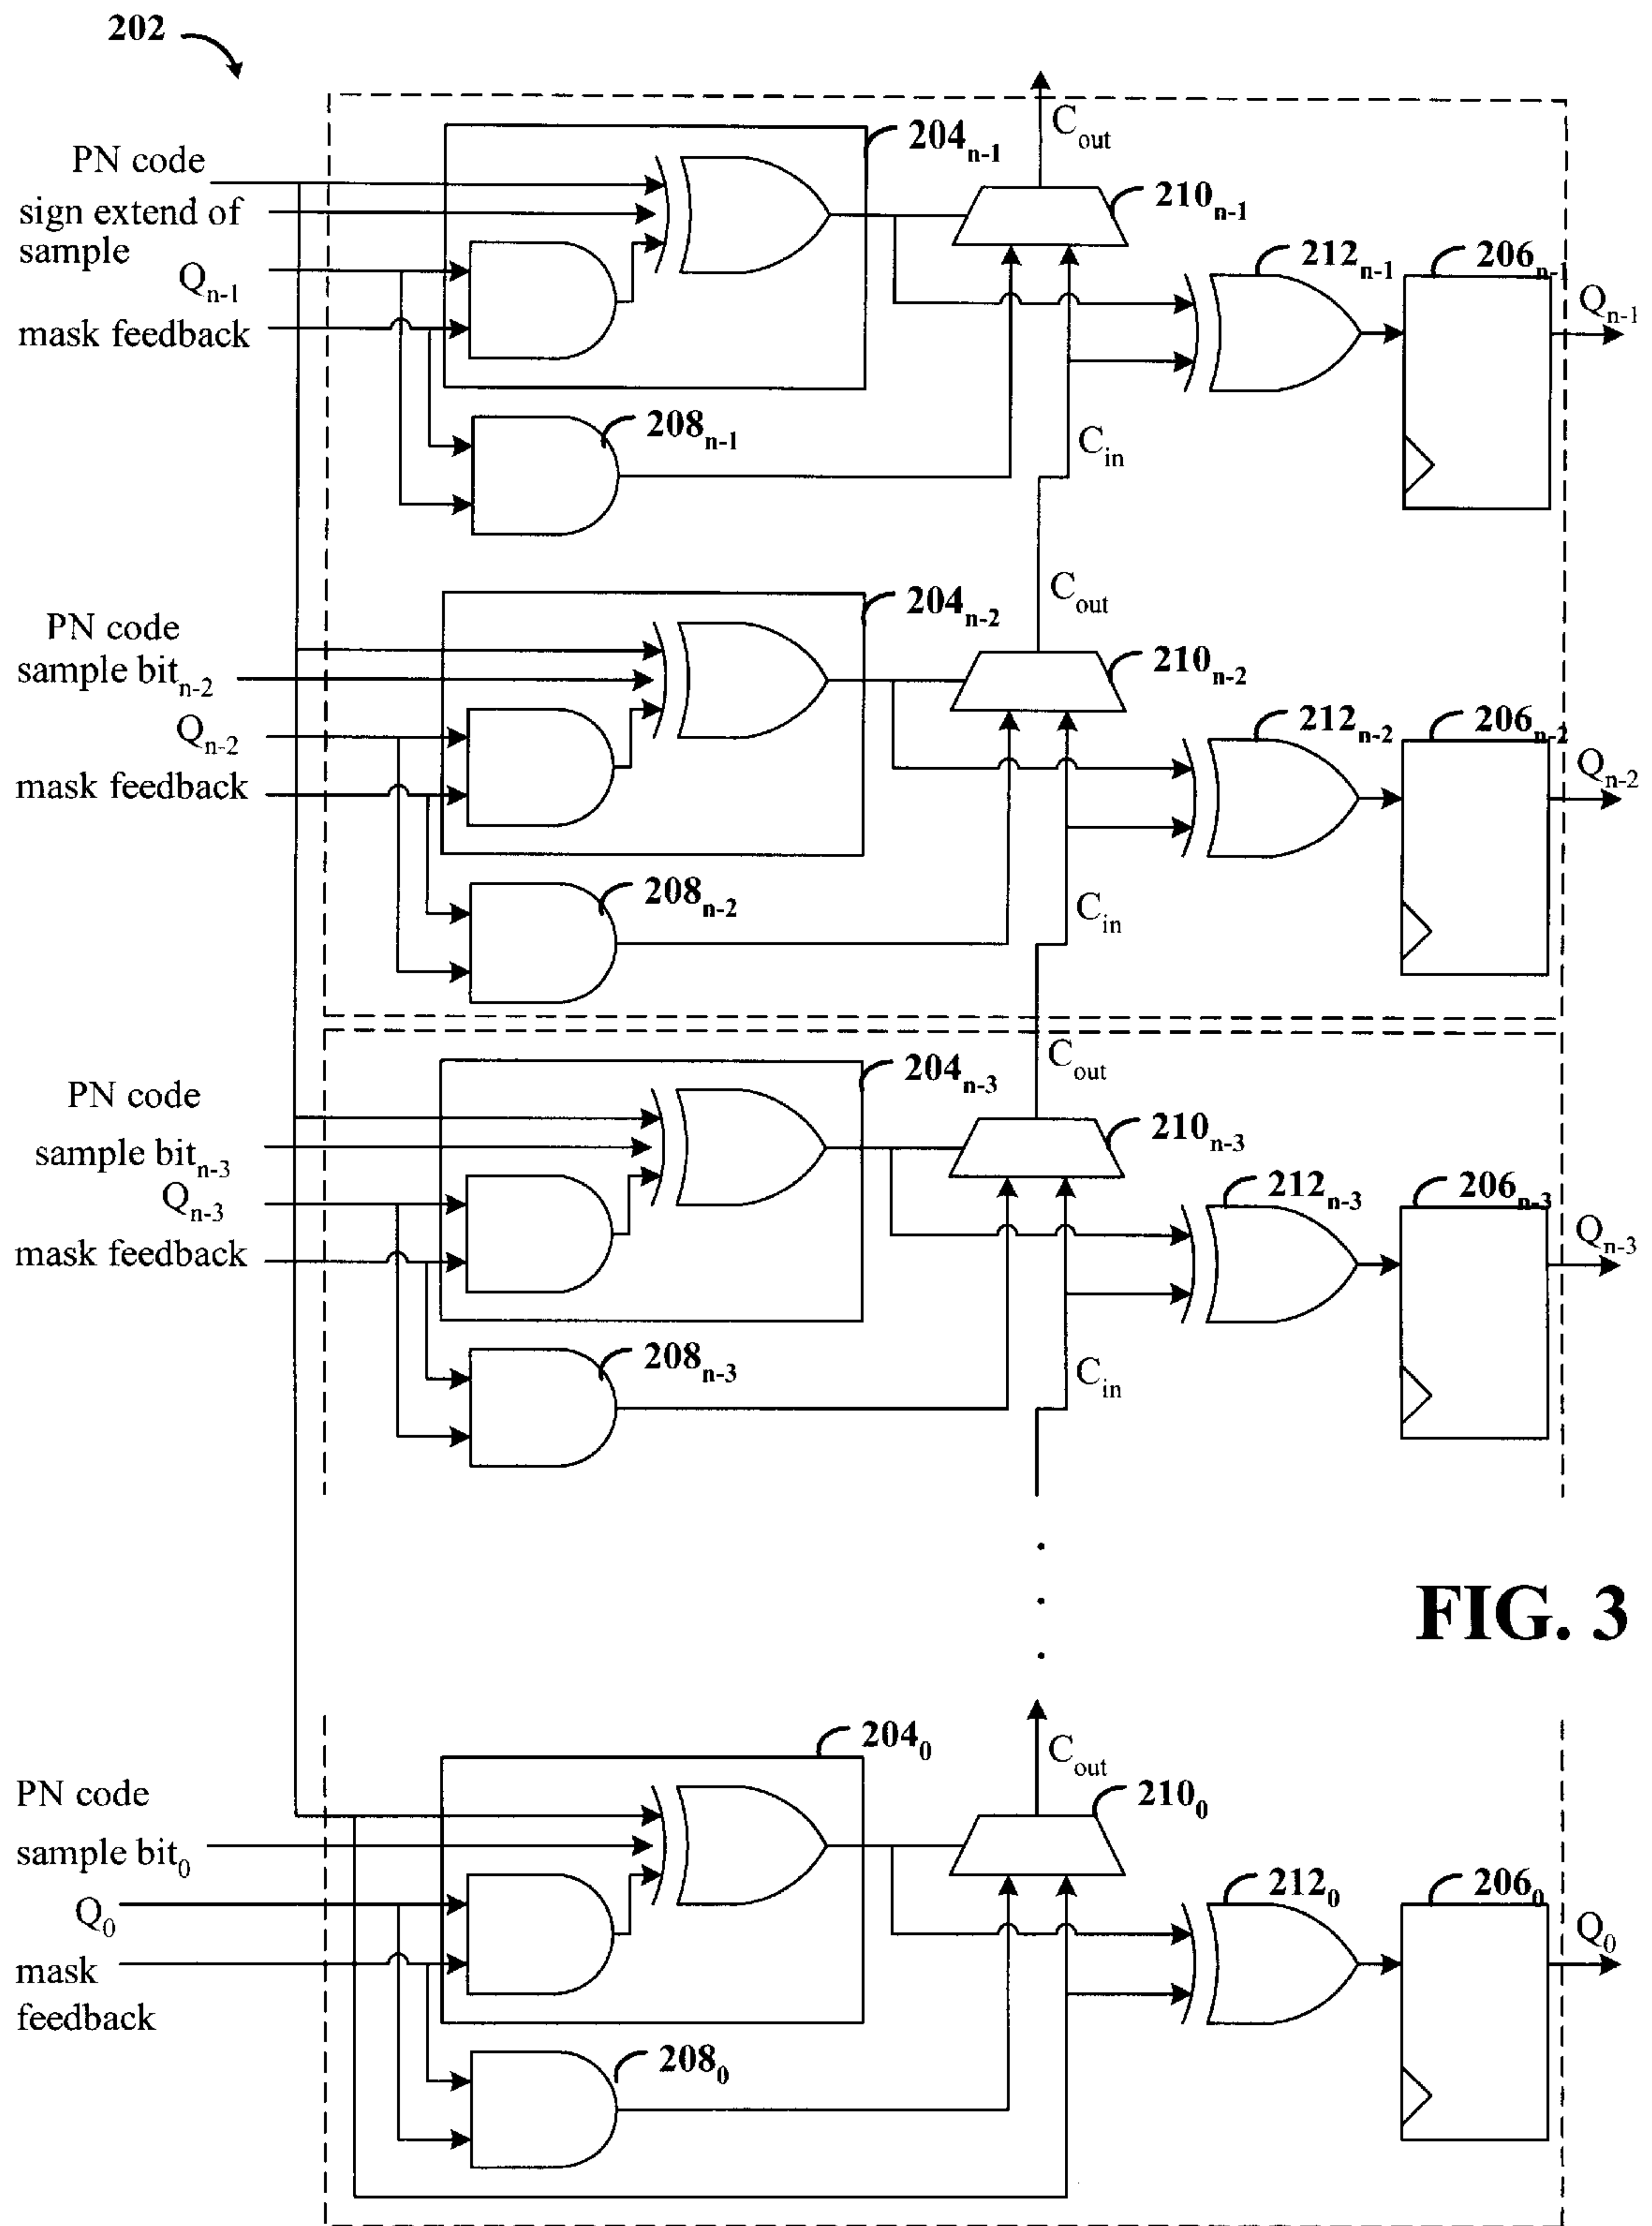 202
204n-1
Cout
PN code
sign extend of
sample
210n-1
Qn-1
212n-1
206n-1
Qn-1
mask feedback
208n-1
Cin
Cout
204n-2
PN code
sample bitn-2
210n-2
Qn-2
212n-2
206n-2
Qn-2
mask feedback
208n-2
Cin
Cout
204n-3
PN code
sample bitn-3
210n-3
Qn-3
212n-3
206n-3
Qn-3
mask feedback
208n-3
Cin
FIG. 3
2040
Cout
PN code
2100
sample bit0
Q0
2120
2060
Q0
mask
feedback
2080